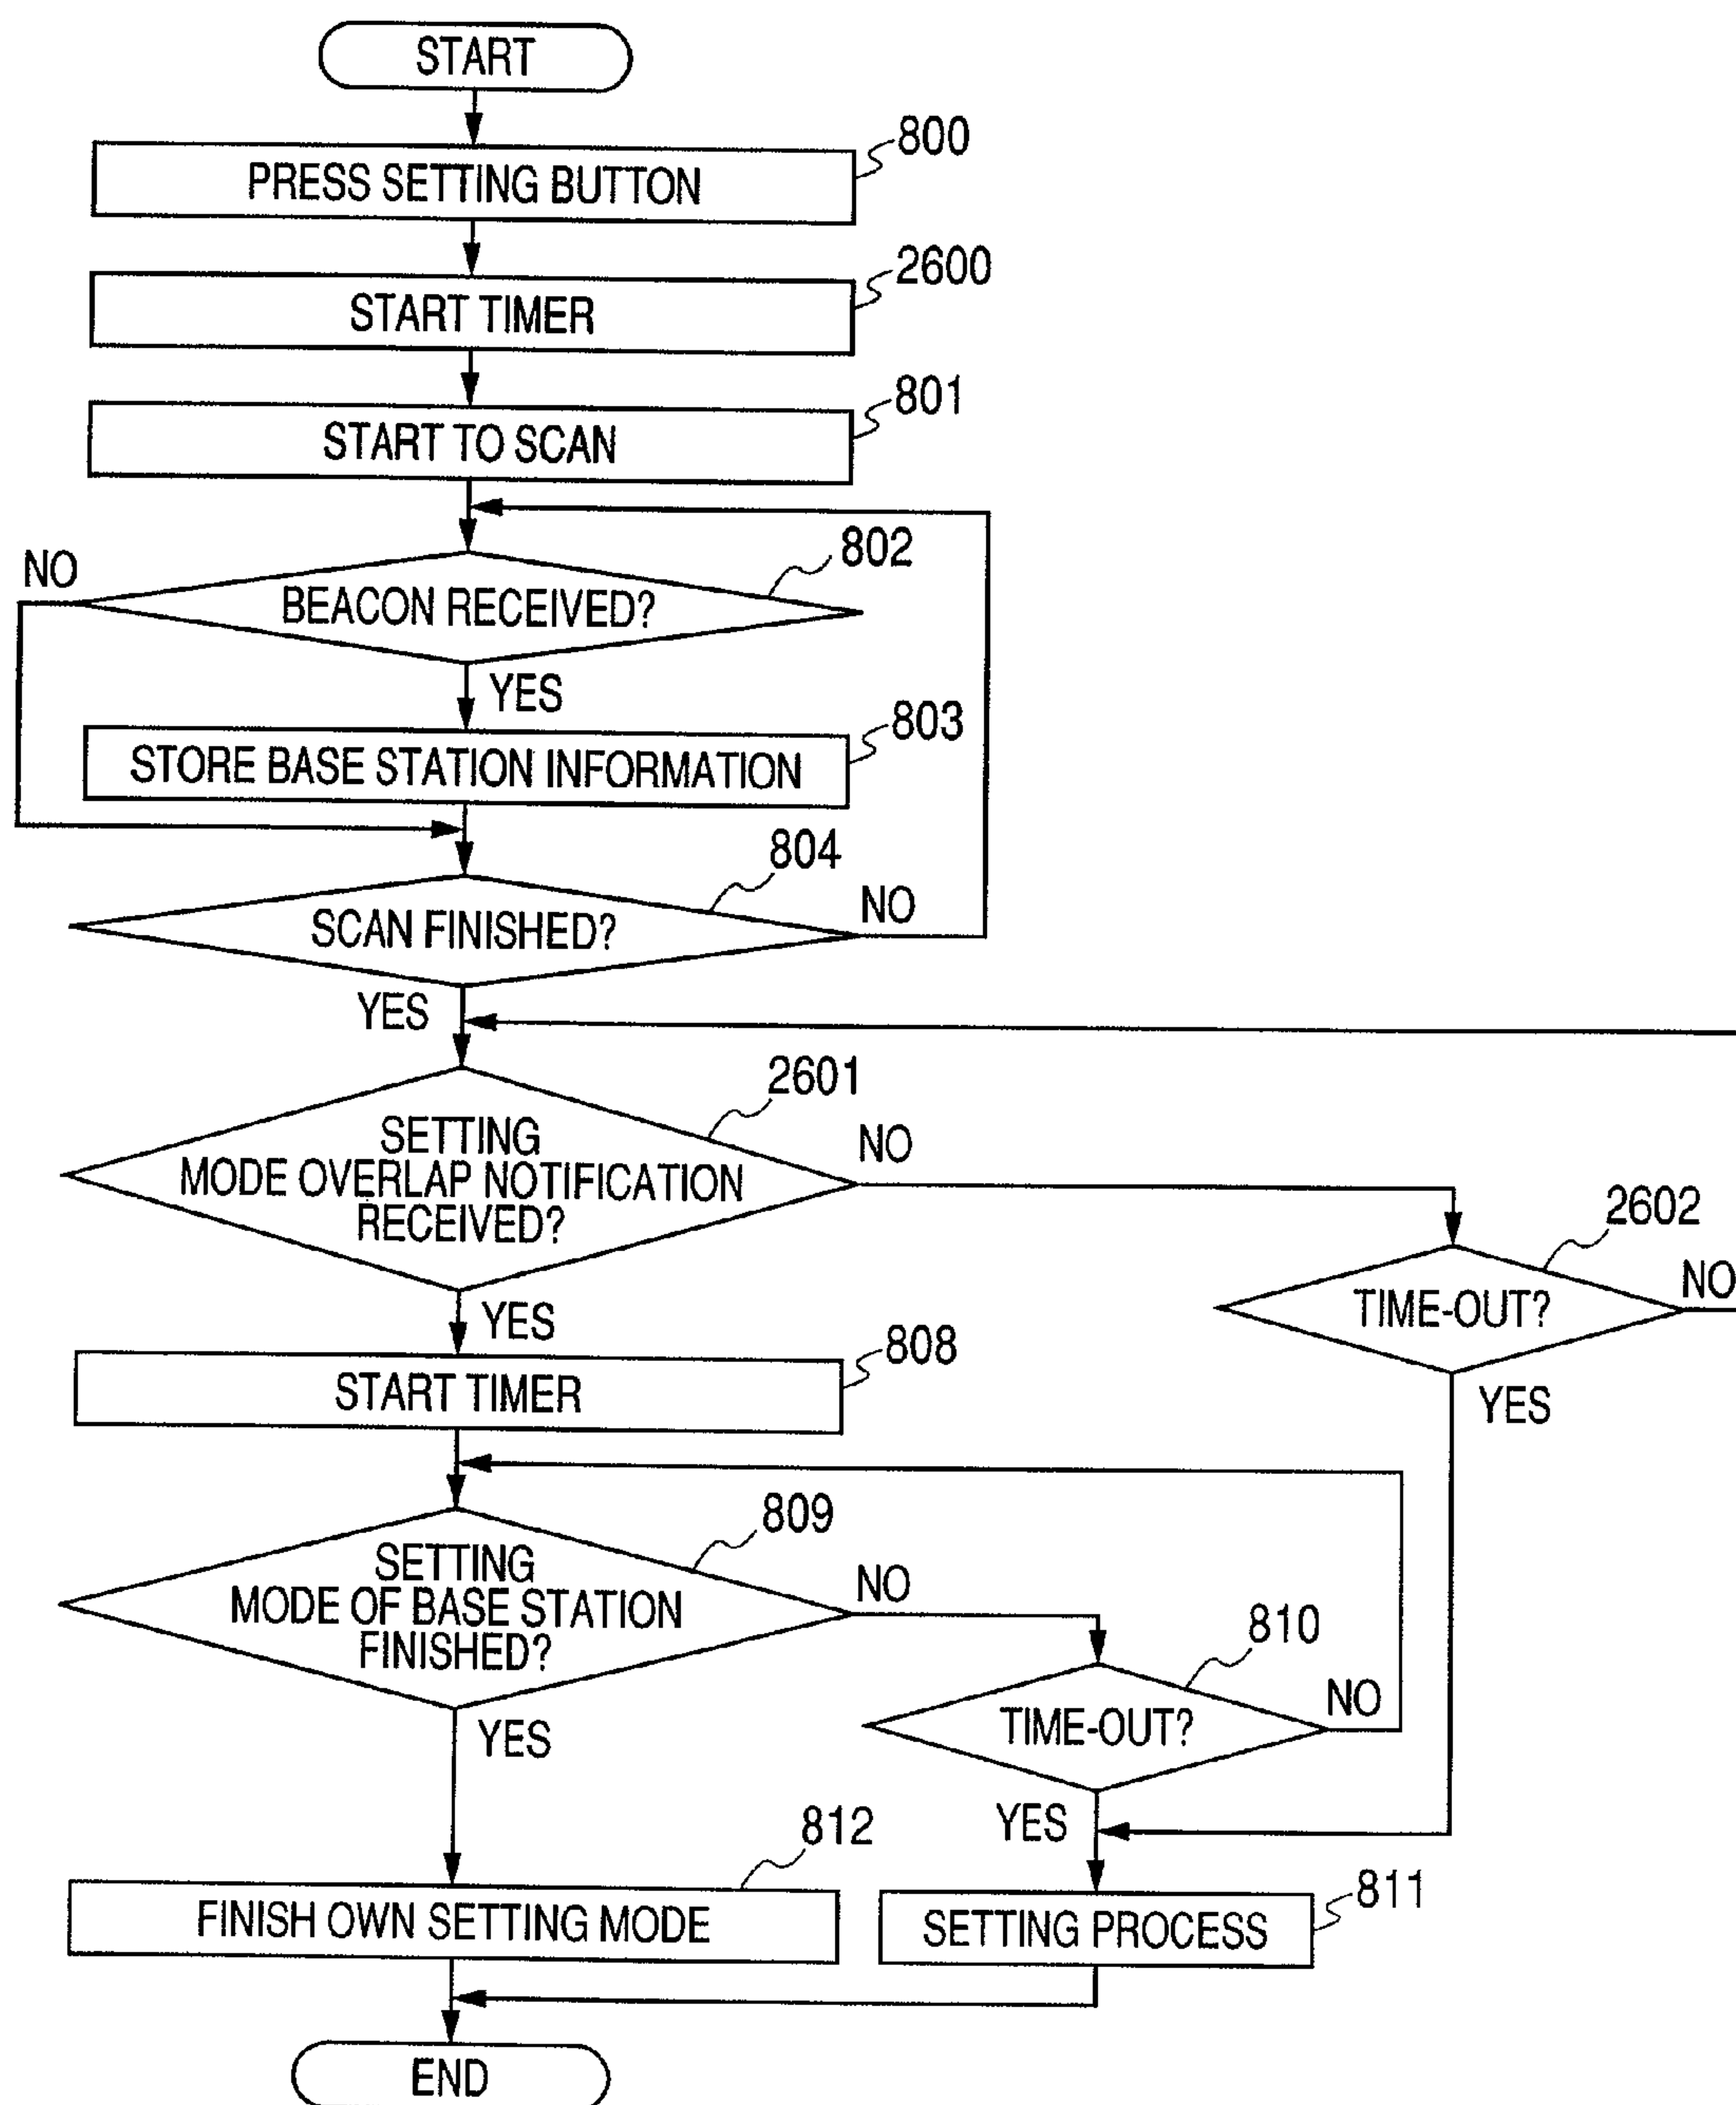 START
800
PRESS SETTING BUTTON
2600
START TIMER
801
START TO SCAN
802
NO
BEACON RECEIVED?
YES
803
STORE BASE STATION INFORMATION
804
NO
SCAN FINISHED?
YES
2601
SETTING
MODE OVERLAP NOTIFICATION
RECEIVED?
NO
2602
TIME-OUT?
NO
YES
YES
808
START TIMER
809
SETTING
MODE OF BASE STATION
FINISHED?
NO
810
TIME-OUT?
NO
YES
YES
812
FINISH OWN SETTING MODE
811
SETTING PROCESS
END